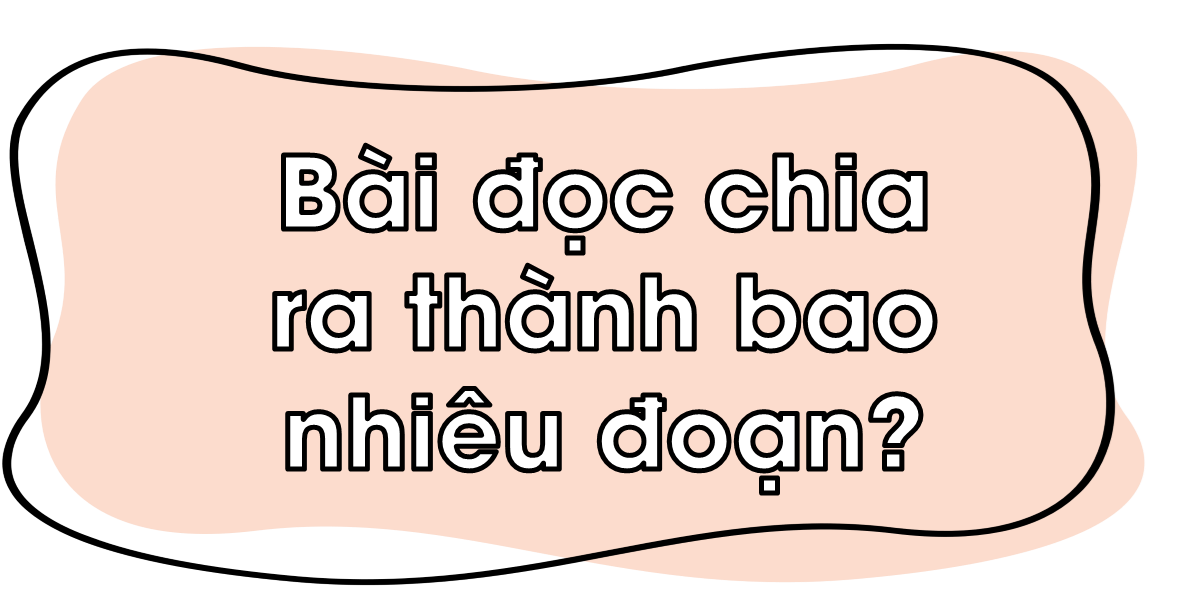 Bài đọc chia
ra thành bao
nhiêu đoạn?